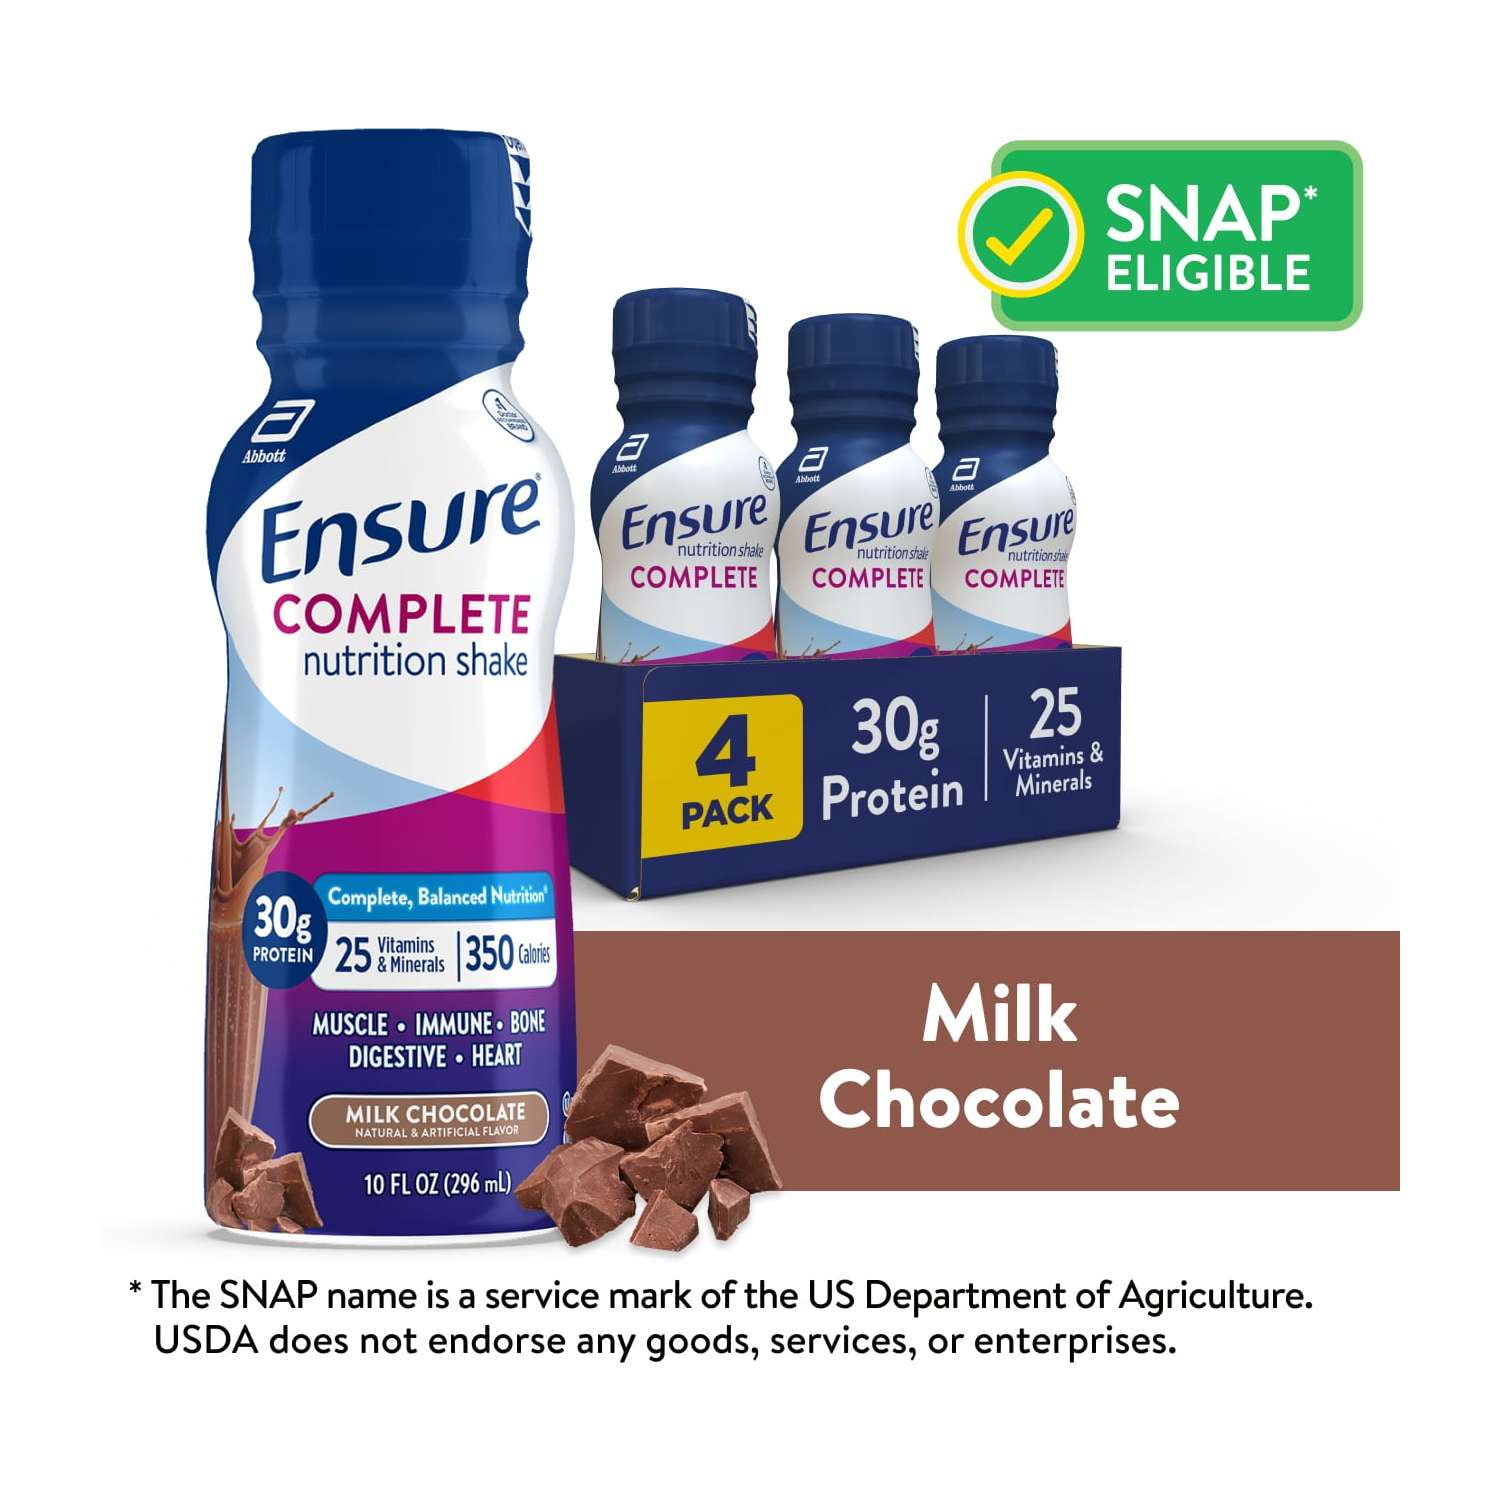 SNAP*
ELIGIBLE
Abbott
#1
Doctor
RECOMMENDED
BRAND
Ensure®
COMPLETE
nutrition shake
Complete, Balanced Nutrition®
30g
PROTEIN
25 Vitamins
& Minerals
350 Calories
MUSCLE • IMMUNE • BONE
DIGESTIVE • HEART
MILK CHOCOLATE
NATURAL & ARTIFICIAL FLAVOR
10 FL OZ (296 mL)
Abbott
Ensure
nutrition shake
COMPLETE
Abbott
Ensure
nutrition shake
COMPLETE
Abbott
Ensure
nutrition shake
COMPLETE
4
PACK
30g
Protein
25
Vitamins &
Minerals
Milk
Chocolate
* The SNAP name is a service mark of the US Department of Agriculture.
USDA does not endorse any goods, services, or enterprises.